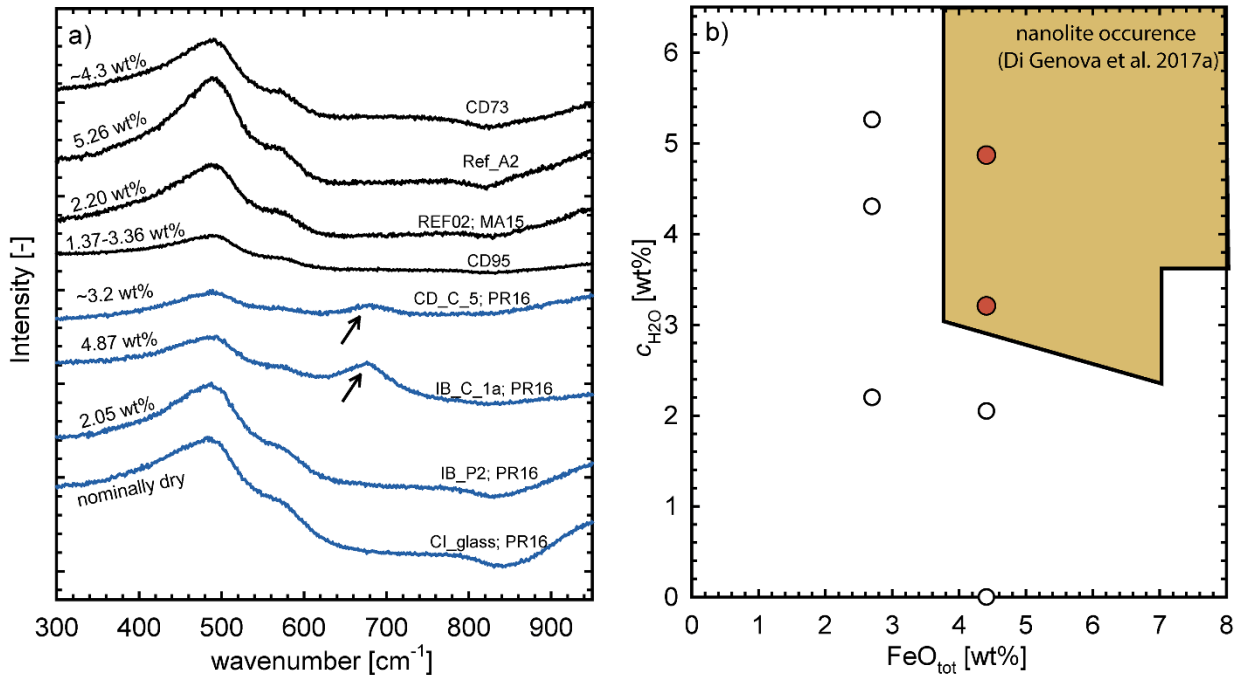 a)
~4.3 wt%
CD73
5.26 wt%
Ref_A2
2.20 wt%
REF02; MA15
1.37-3.36 wt%
CD95
~3.2 wt%
CD_C_5; PR16
4.87 wt%
IB_C_1a; PR16
2.05 wt%
IB_P2; PR16
nominally dry
CI_glass; PR16
Intensity [-]
300 400 500 600 700 800 900
wavenumber [cm⁻¹]
b)
nanolite occurence
(Di Genova et al. 2017a)
6
5
4
3
2
1
0
cH2O [wt%]
0 1 2 3 4 5 6 7 8
FeOtot [wt%]